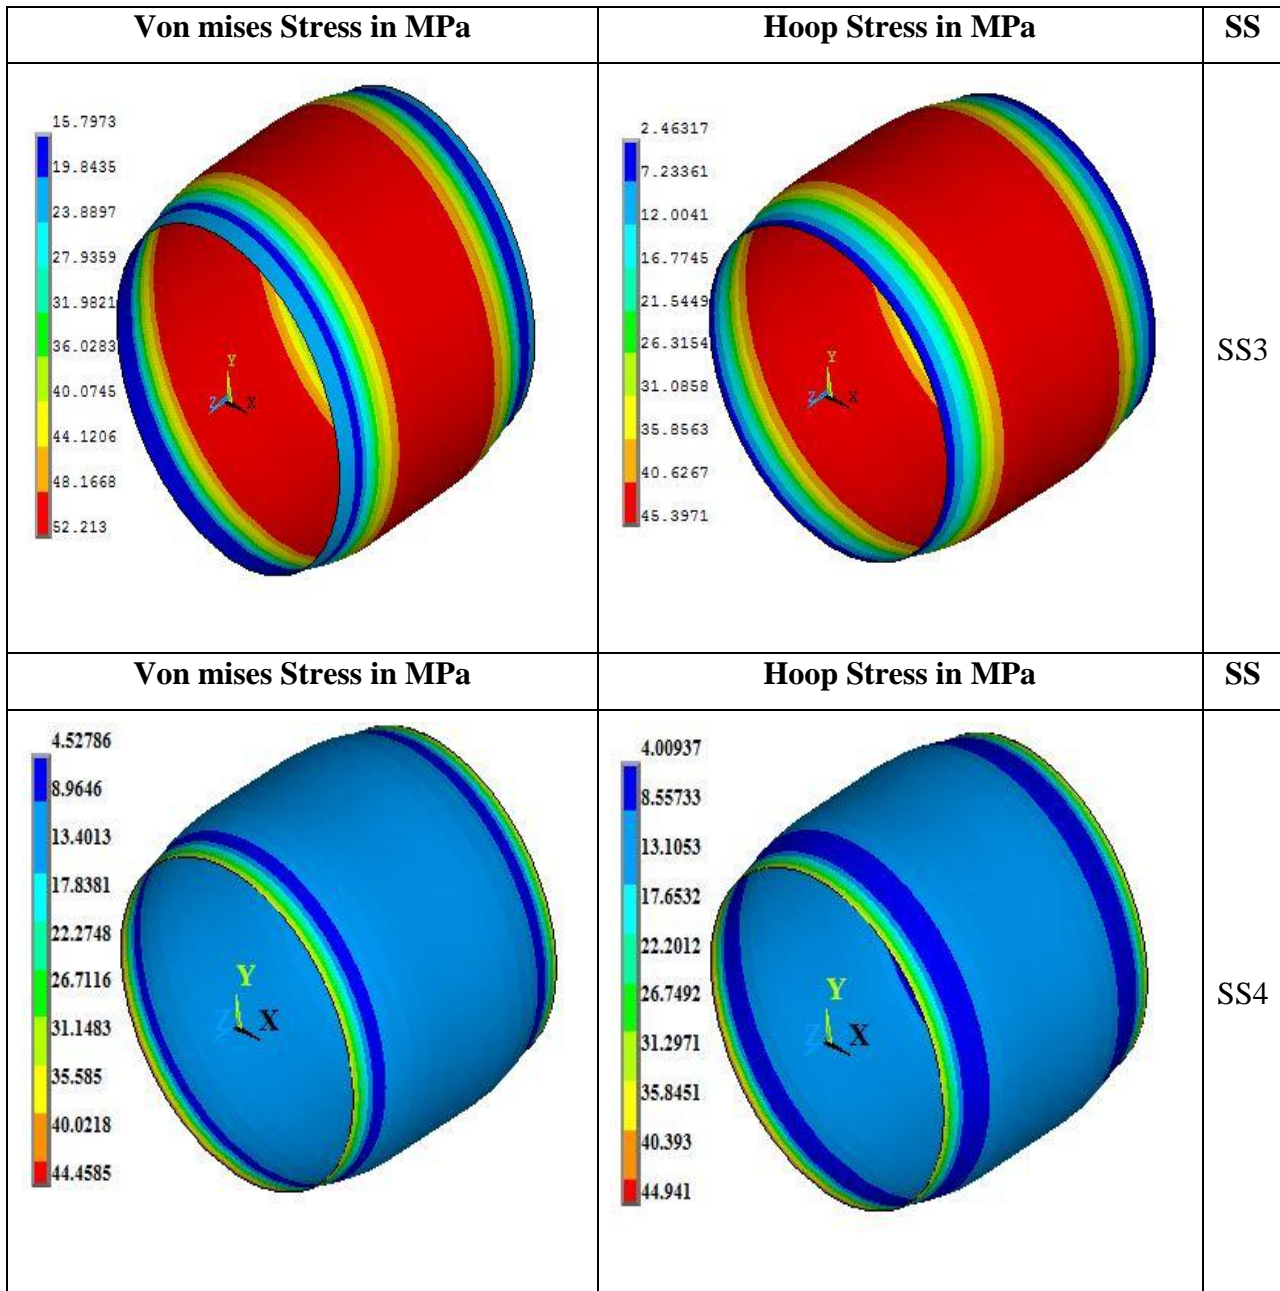 Von mises Stress in MPa
Hoop Stress in MPa
SS
15.7973
19.8435
23.8897
27.9359
31.9821
36.0283
40.0745
44.1206
48.1668
52.213
Y
Z
X
2.46317
7.23361
12.0041
16.7745
21.5449
26.3154
31.0858
35.8563
40.6267
45.3971
Y
Z
X
SS3
Von mises Stress in MPa
Hoop Stress in MPa
SS
4.52786
8.9646
13.4013
17.8381
22.2748
26.7116
31.1483
35.585
40.0218
44.4585
Y
Z
X
4.00937
8.55733
13.1053
17.6532
22.2012
26.7492
31.2971
35.8451
40.393
44.941
Y
Z
X
SS4